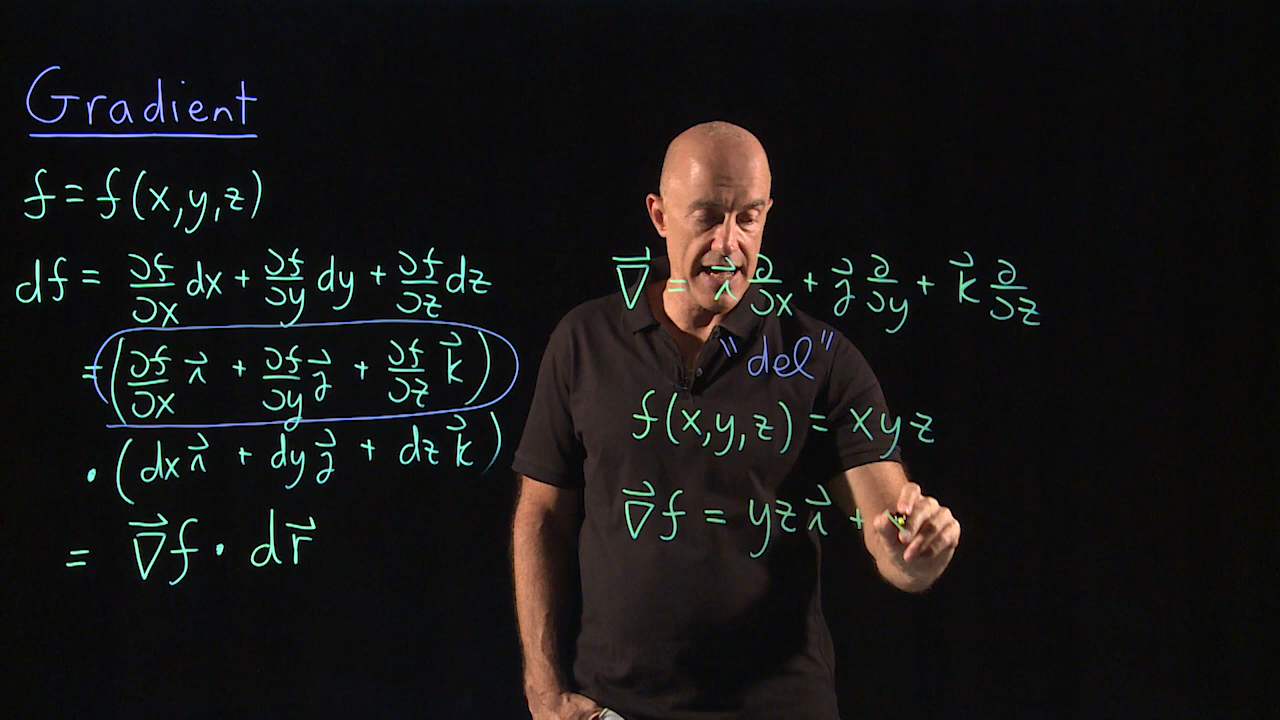 Gradient
f = f(x,y,z)
df = ∂f/∂x dx + ∂f/∂y dy + ∂f/∂z dz
= (∂f/∂x i⃗ + ∂f/∂y j⃗ + ∂f/∂z k⃗)
· (dx i⃗ + dy j⃗ + dz k⃗)
= ∇⃗f · dr⃗
∇⃗ = i⃗ ∂/∂x + j⃗ ∂/∂y + k⃗ ∂/∂z
"del"
f(x,y,z) = xyz
∇⃗f = yz i⃗ +